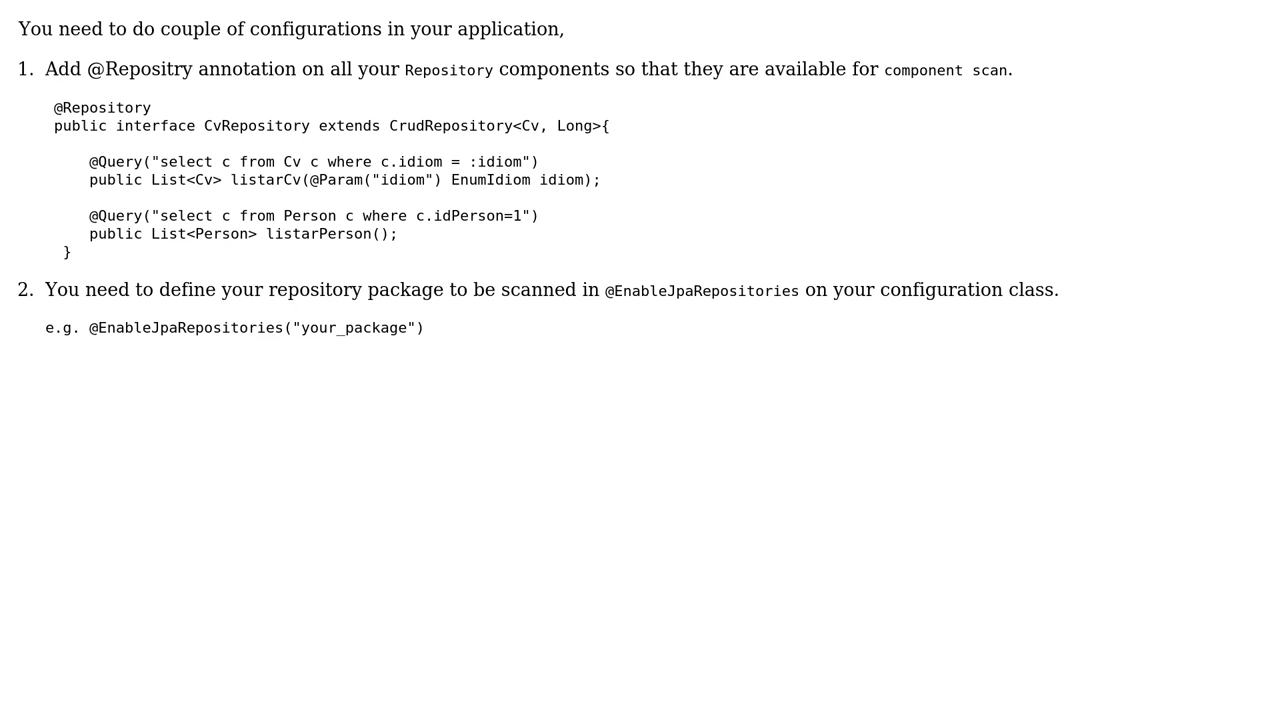 You need to do couple of configurations in your application,
1. Add @Repositry annotation on all your Repository components so that they are available for component scan.
@Repository
public interface CvRepository extends CrudRepository<Cv, Long>{
@Query("select c from Cv c where c.idiom = :idiom")
public List<Cv> listarCv(@Param("idiom") EnumIdiom idiom);
@Query("select c from Person c where c.idPerson=1")
public List<Person> listarPerson();
}
2. You need to define your repository package to be scanned in @EnableJpaRepositories on your configuration class.
e.g. @EnableJpaRepositories("your_package")